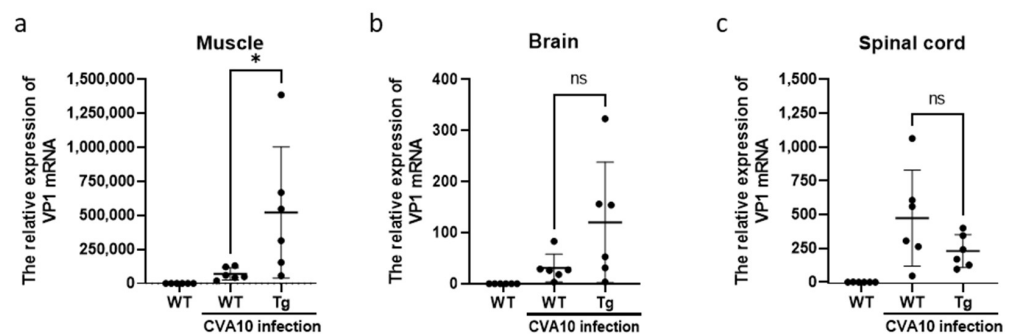 a
Muscle
*
The relative expression of
VP1 mRNA
1,500,000
1,250,000
1,000,000
750,000
500,000
250,000
0
WT
WT
Tg
CVA10 infection
b
Brain
ns
The relative expression of
VP1 mRNA
400
300
200
100
0
WT
WT
Tg
CVA10 infection
c
Spinal cord
ns
The relative expression of
VP1 mRNA
1,500
1,250
1,000
750
500
250
0
WT
WT
Tg
CVA10 infection